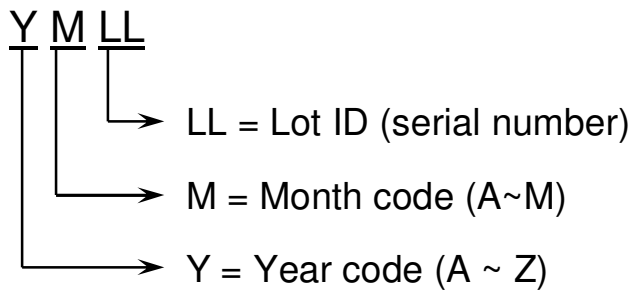 Y M LL
LL = Lot ID (serial number)
M = Month code (A~M)
Y = Year code (A ~ Z)